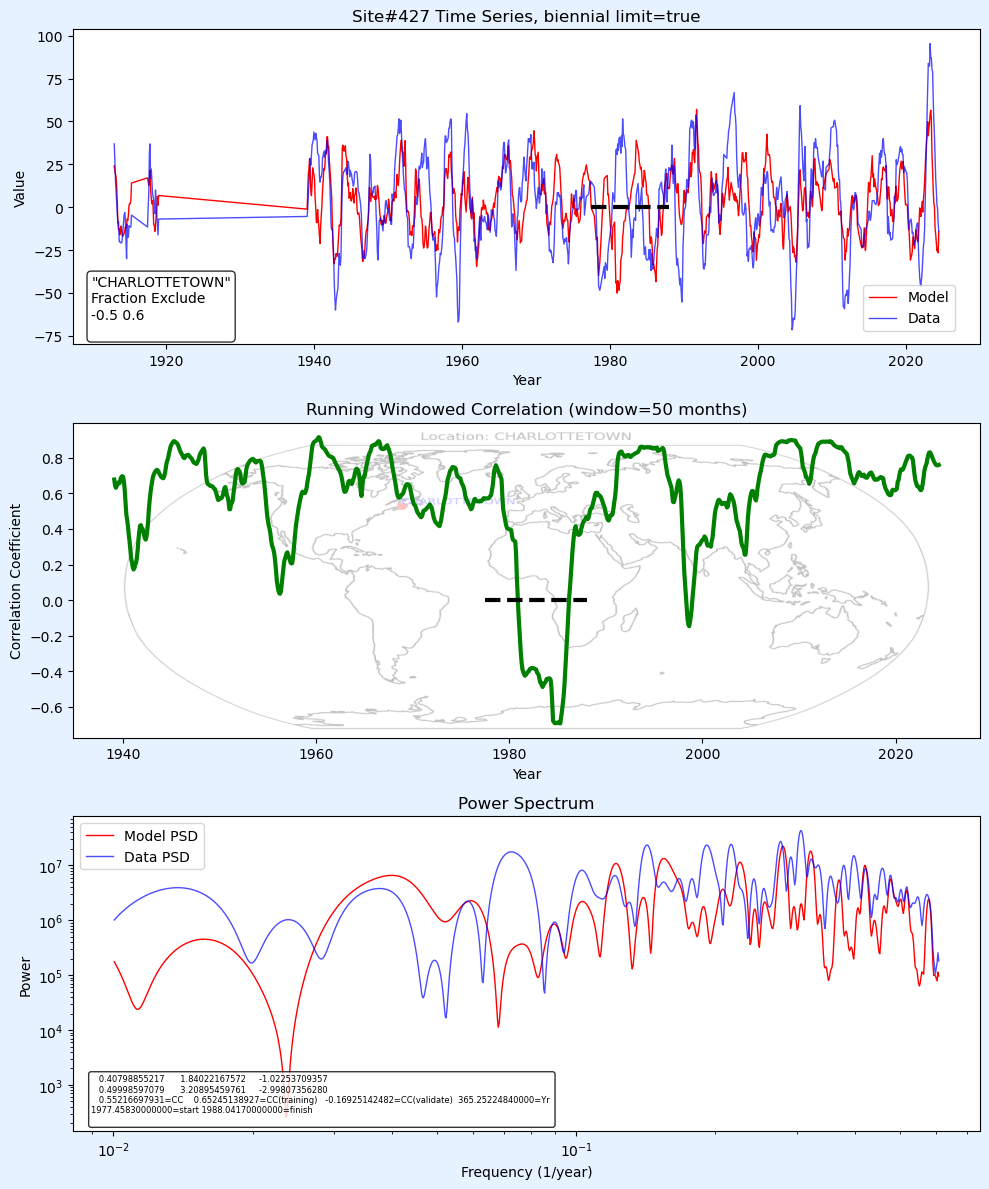 Site#427 Time Series, biennial limit=true
100
75
50
25
0
−25
−50
−75
Value
"CHARLOTTETOWN"
Fraction Exclude
-0.5 0.6
Model
Data
1920 1940 1960 1980 2000 2020
Year
Running Windowed Correlation (window=50 months)
Location: CHARLOTTETOWN
CHARLOTTETOWN
0.8
0.6
0.4
0.2
0.0
−0.2
−0.4
−0.6
Correlation Coefficient
1940 1960 1980 2000 2020
Year
Power Spectrum
Model PSD
Data PSD
10⁷
10⁶
10⁵
10⁴
10³
Power
0.40798855217 1.84022167572 -1.02253709357
0.49998597079 3.20895459761 -2.99807356280
0.55216697931=CC 0.65245138927=CC(training) -0.16925142482=CC(validate) 365.25224840000=Yr
1977.45830000000=start 1988.04170000000=finish
10⁻² 10⁻¹
Frequency (1/year)